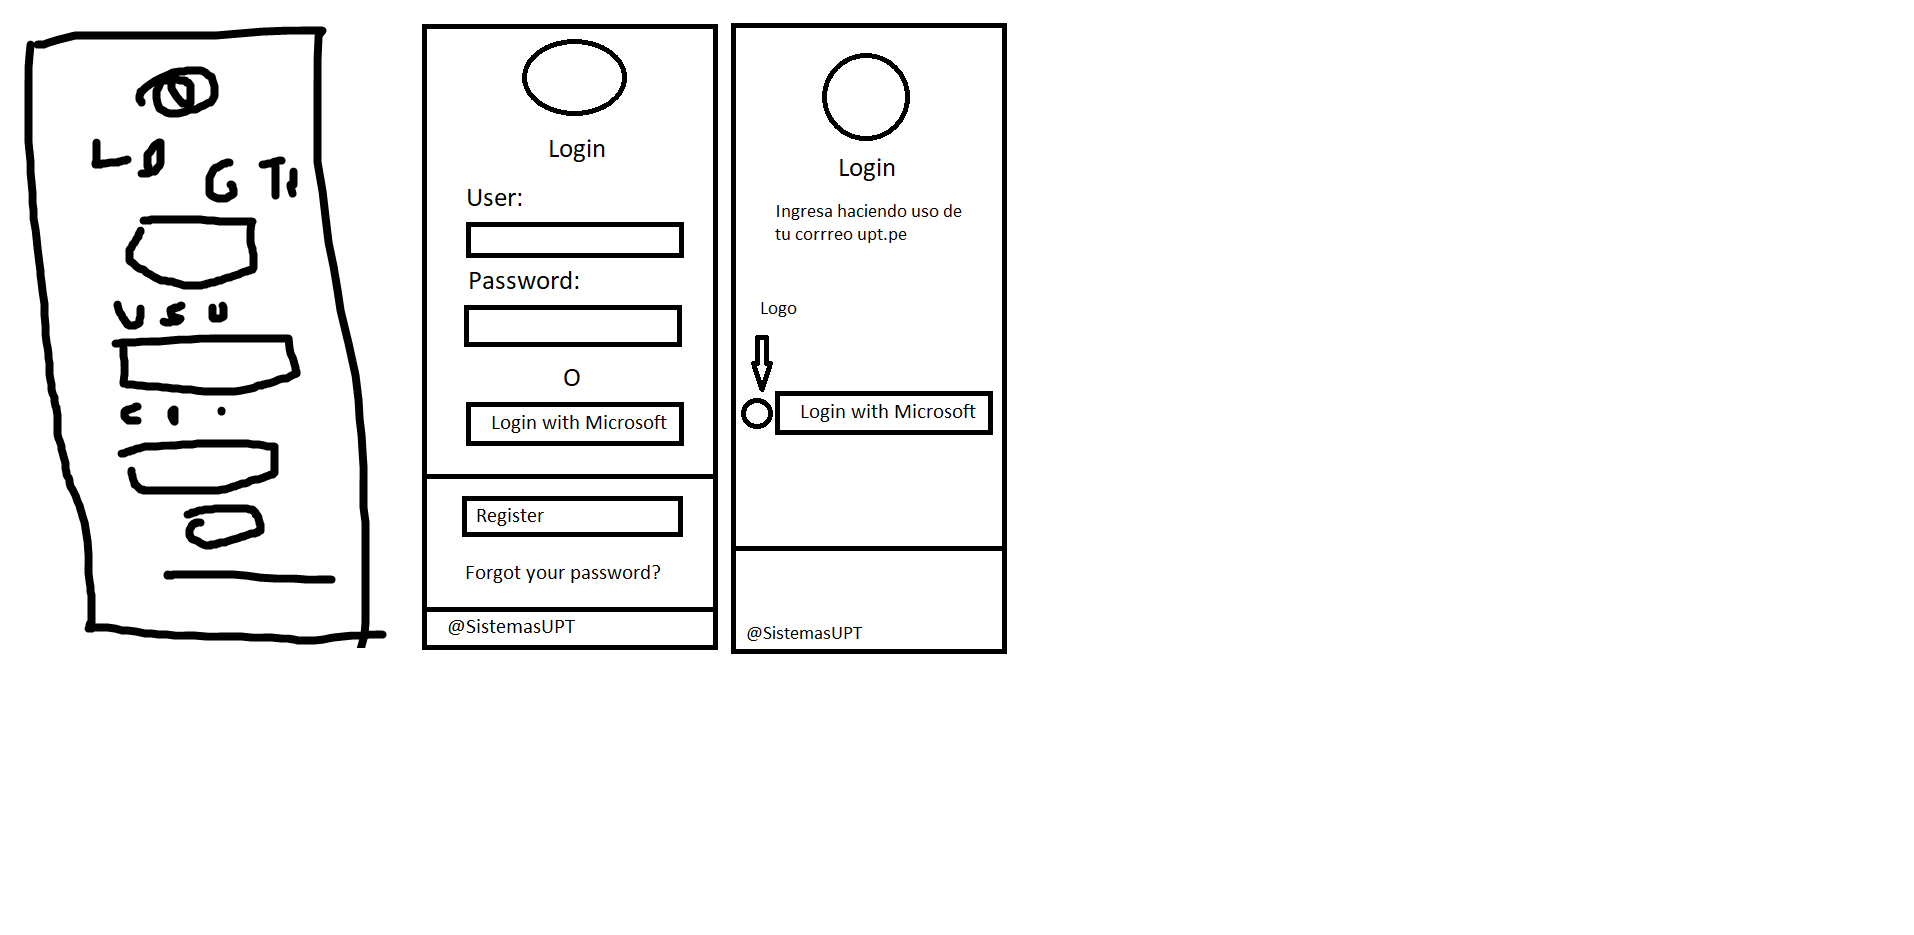 LO
G TI
USU
Login
User:
Password:
O
Login with Microsoft
Register
Forgot your password?
@SistemasUPT
Login
Ingresa haciendo uso de
tu corrreo upt.pe
Logo
Login with Microsoft
@SistemasUPT